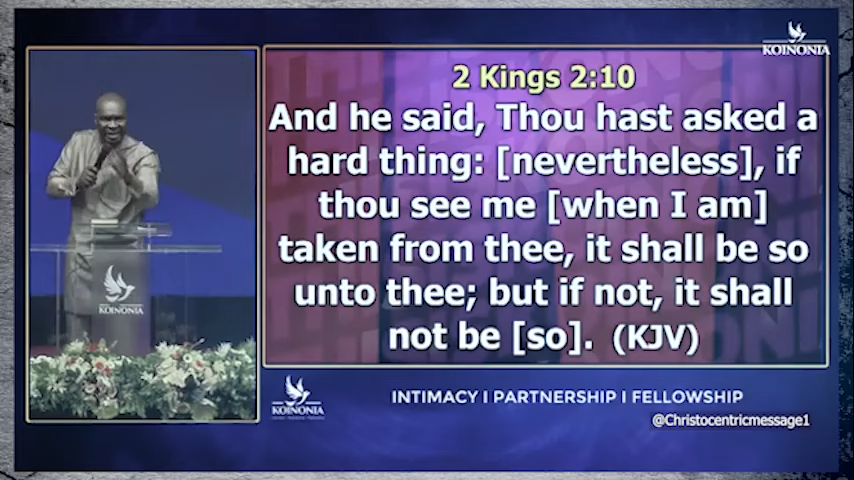 KOINONIA
2 Kings 2:10
And he said, Thou hast asked a
hard thing: [nevertheless], if
thou see me [when I am]
taken from thee, it shall be so
unto thee; but if not, it shall
not be [so]. (KJV)
KOINONIA
KOINONIA
INTIMACY I PARTNERSHIP I FELLOWSHIP
@Christocentricmessage1